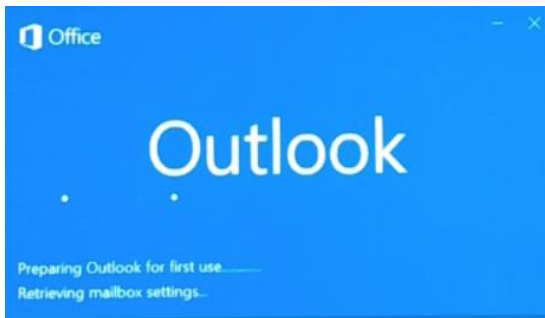 Office
Outlook
Preparing Outlook for first use..............
Retrieving mailbox settings...